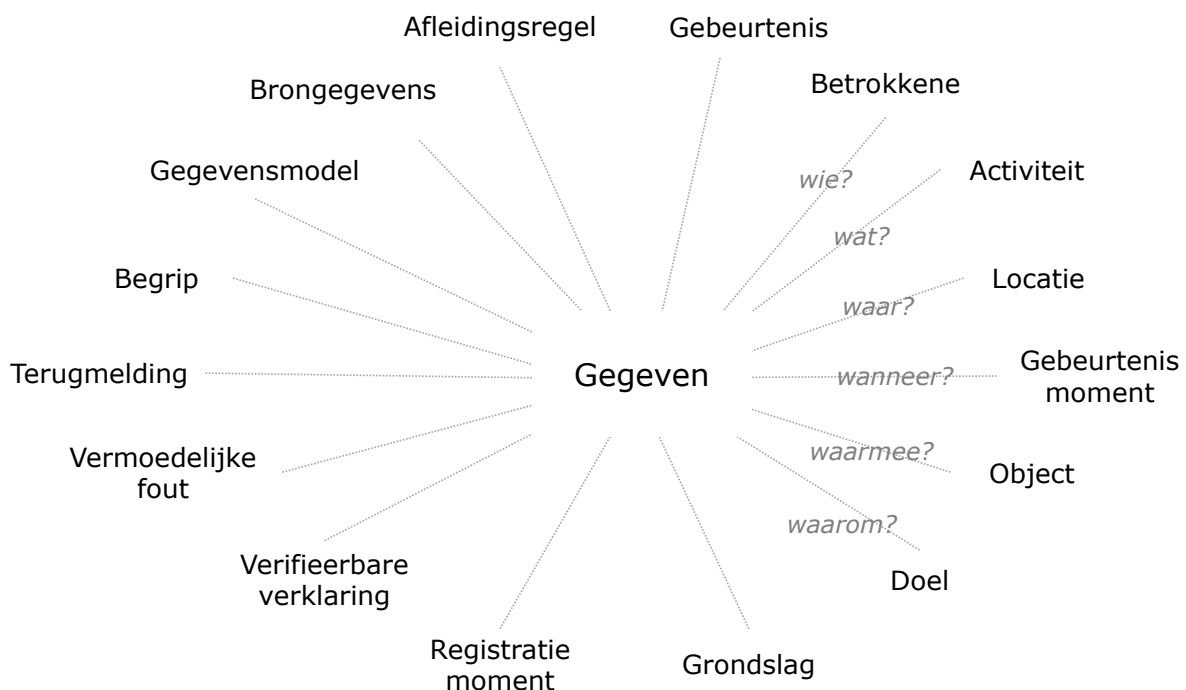 Afleidingsregel
Gebeurtenis
Brongegevens
Betrokkene
Gegevensmodel
wie?
Activiteit
wat?
Begrip
Locatie
waar?
Terugmelding
Gegeven
wanneer?
Gebeurtenis
moment
Vermoedelijke
fout
waarmee?
Object
waarom?
Verifieerbare
verklaring
Doel
Registratie
moment
Grondslag